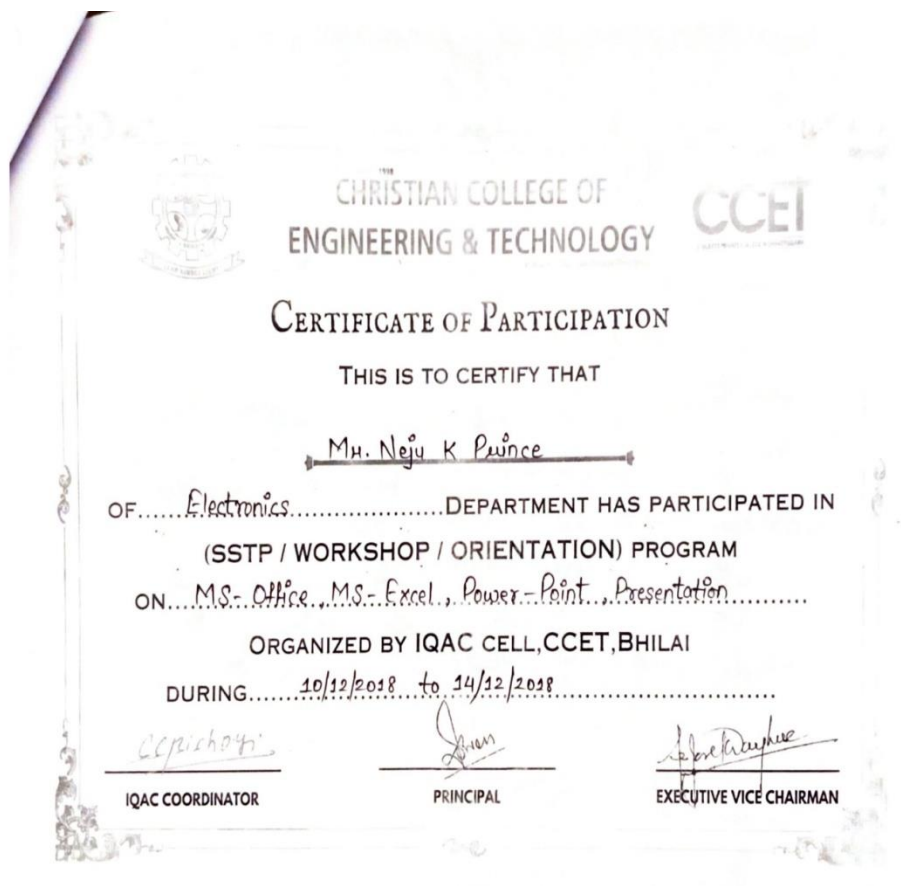 1998
CHRISTIAN COLLEGE OF
ENGINEERING & TECHNOLOGY
CCET
CERTIFICATE OF PARTICIPATION
THIS IS TO CERTIFY THAT
Mr. Neju K Prince
OF......Electronics......................DEPARTMENT HAS PARTICIPATED IN
(SSTP / WORKSHOP / ORIENTATION) PROGRAM
ON....MS-Office, MS-Excel, Power-Point, Presentation...........
ORGANIZED BY IQAC CELL,CCET,BHILAI
DURING.......10/12/2018 to 14/12/2018...............................
IQAC COORDINATOR
PRINCIPAL
EXECUTIVE VICE CHAIRMAN